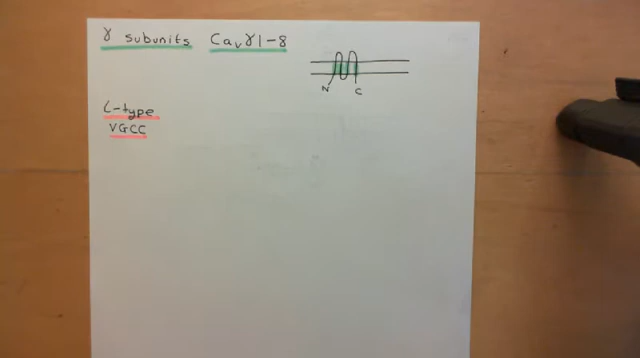 γ subunits Cavγ1-8
N C
L-type
VGCC